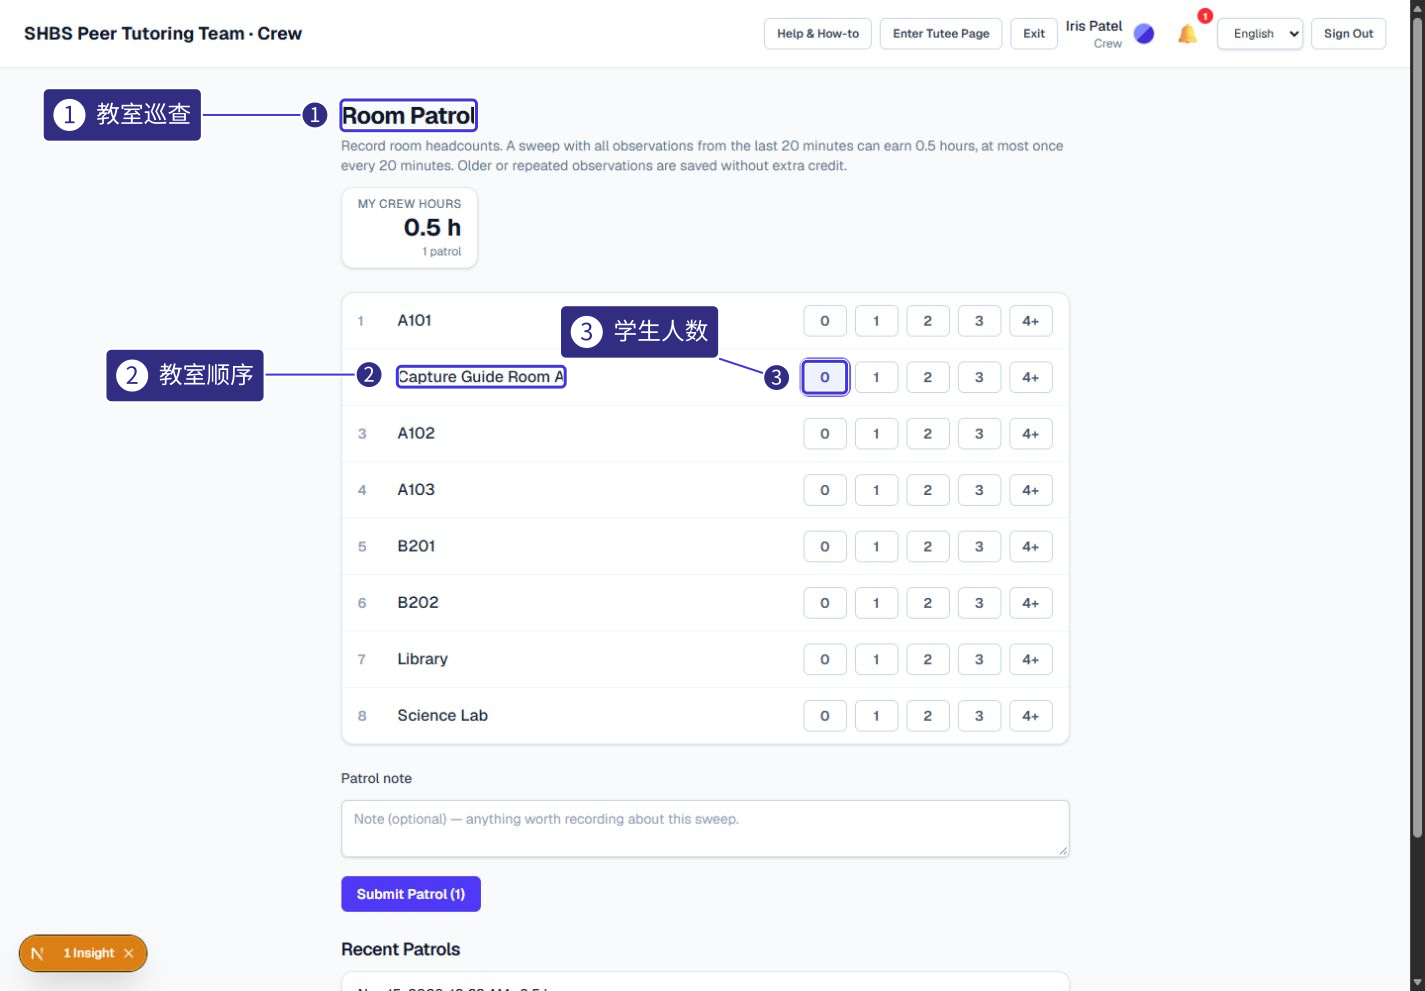 SHBS Peer Tutoring Team · Crew
Help & How-to
Enter Tutee Page
Exit
Iris Patel
Crew
1
English
Sign Out
1 教室巡查
1 Room Patrol
Record room headcounts. A sweep with all observations from the last 20 minutes can earn 0.5 hours, at most once
every 20 minutes. Older or repeated observations are saved without extra credit.
MY CREW HOURS
0.5 h
1 patrol
1 A101 0 1 2 3 4+
3 学生人数
2 教室顺序
2 Capture Guide Room A 3 0 1 2 3 4+
3 A102 0 1 2 3 4+
4 A103 0 1 2 3 4+
5 B201 0 1 2 3 4+
6 B202 0 1 2 3 4+
7 Library 0 1 2 3 4+
8 Science Lab 0 1 2 3 4+
Patrol note
Note (optional) — anything worth recording about this sweep.
Submit Patrol (1)
Recent Patrols
N 1 Insight ×